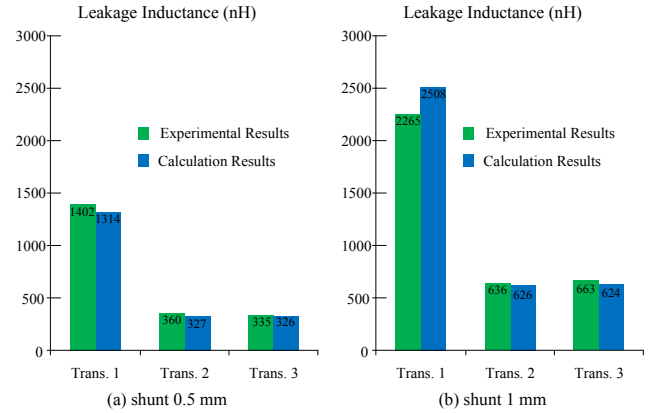 Leakage Inductance (nH)
3000
2500
2000
1500
1000
500
0
Experimental Results
Calculation Results
1402
1314
360
327
335
326
Trans. 1
Trans. 2
Trans. 3
(a) shunt 0.5 mm
Leakage Inductance (nH)
3000
2500
2000
1500
1000
500
0
Experimental Results
Calculation Results
2265
2508
636
626
663
624
Trans. 1
Trans. 2
Trans. 3
(b) shunt 1 mm